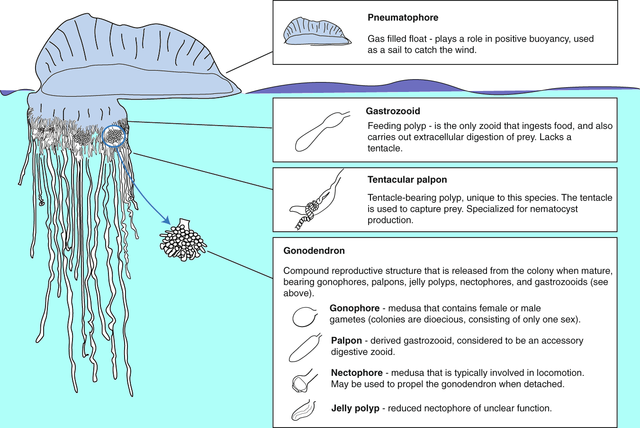 Pneumatophore
Gas filled float - plays a role in positive buoyancy, used
as a sail to catch the wind.
Gastrozooid
Feeding polyp - is the only zooid that ingests food, and also
carries out extracellular digestion of prey. Lacks a
tentacle.
Tentacular palpon
Tentacle-bearing polyp, unique to this species. The tentacle
is used to capture prey. Specialized for nematocyst
production.
Gonodendron
Compound reproductive structure that is released from the colony when mature,
bearing gonophores, palpons, jelly polyps, nectophores, and gastrozooids (see
above).
Gonophore - medusa that contains female or male
gametes (colonies are dioecious, consisting of only one sex).
Palpon - derived gastrozooid, considered to be an accessory
digestive zooid.
Nectophore - medusa that is typically involved in locomotion.
May be used to propel the gonodendron when detached.
Jelly polyp - reduced nectophore of unclear function.